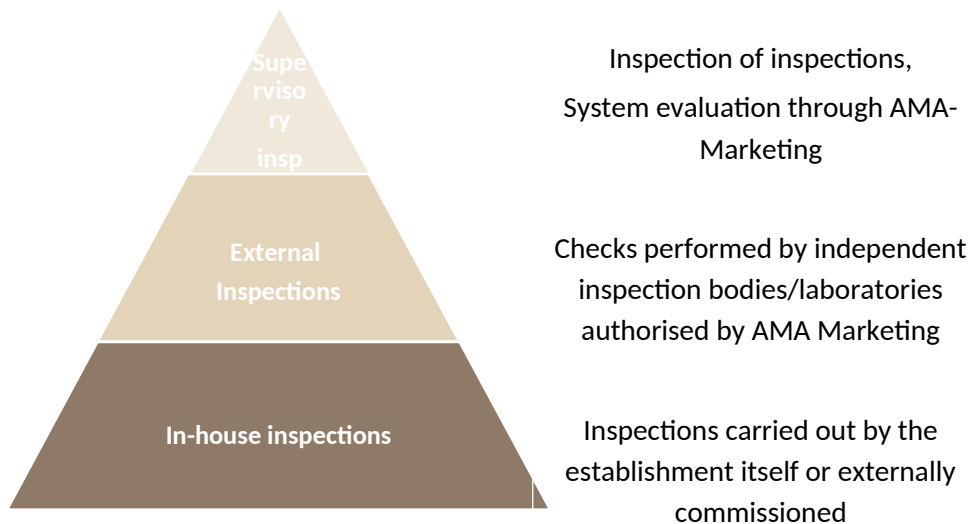 Supe
rviso
ry
insp
Inspection of inspections,
System evaluation through AMA-
Marketing
External
Inspections
Checks performed by independent
inspection bodies/laboratories
authorised by AMA Marketing
In-house inspections
Inspections carried out by the
establishment itself or externally
commissioned